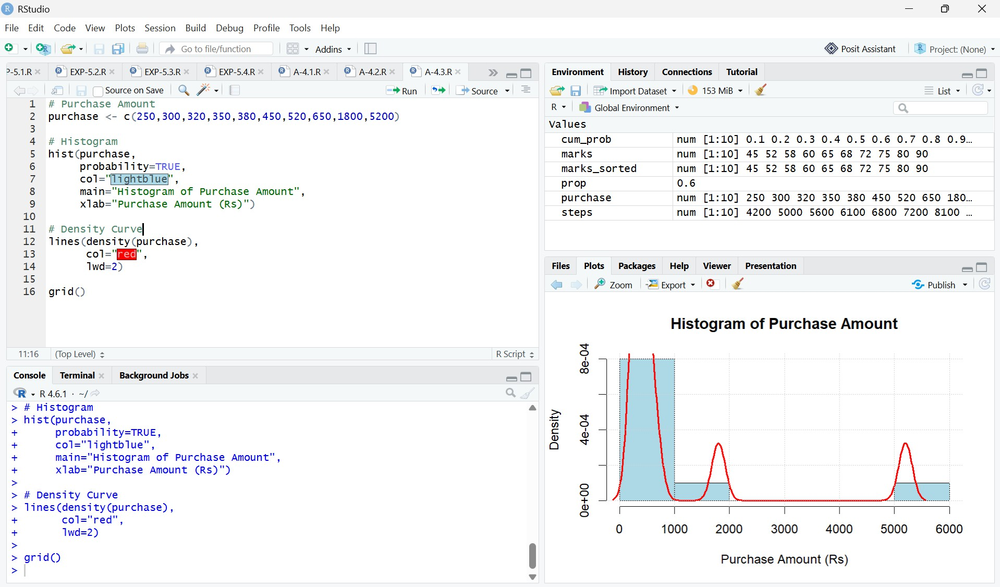 RStudio
File Edit Code View Plots Session Build Debug Profile Tools Help
Go to file/function Addins Posit Assistant Project: (None)
P-5.1.R EXP-5.2.R EXP-5.3.R EXP-5.4.R A-4.1.R A-4.2.R A-4.3.R
Source on Save Run Source
1 # Purchase Amount
2 purchase <- c(250,300,320,350,380,450,520,650,1800,5200)
3
4 # Histogram
5 hist(purchase,
6      probability=TRUE,
7      col="lightblue",
8      main="Histogram of Purchase Amount",
9      xlab="Purchase Amount (Rs)")
10
11 # Density Curve
12 lines(density(purchase),
13       col="red",
14       lwd=2)
15
16 grid()
11:16 (Top Level) R Script
Console Terminal Background Jobs
R 4.6.1 · ~/
> # Histogram
> hist(purchase,
+      probability=TRUE,
+      col="lightblue",
+      main="Histogram of Purchase Amount",
+      xlab="Purchase Amount (Rs)")
>
> # Density Curve
> lines(density(purchase),
+       col="red",
+       lwd=2)
>
> grid()
>
Environment History Connections Tutorial
Import Dataset 153 MiB List
R Global Environment
Values
cum_prob num [1:10] 0.1 0.2 0.3 0.4 0.5 0.6 0.7 0.8 0.9…
marks num [1:10] 45 52 58 60 65 68 72 75 80 90
marks_sorted num [1:10] 45 52 58 60 65 68 72 75 80 90
prop 0.6
purchase num [1:10] 250 300 320 350 380 450 520 650 180…
steps num [1:10] 4200 5000 5600 6100 6800 7200 8100 …
Files Plots Packages Help Viewer Presentation
Zoom Export Publish
Histogram of Purchase Amount
Density
8e-04
4e-04
0e+00
0 1000 2000 3000 4000 5000 6000
Purchase Amount (Rs)